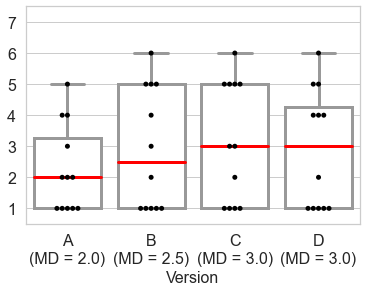 7
6
5
4
3
2
1
A B C D
(MD = 2.0) (MD = 2.5) (MD = 3.0) (MD = 3.0)
Version